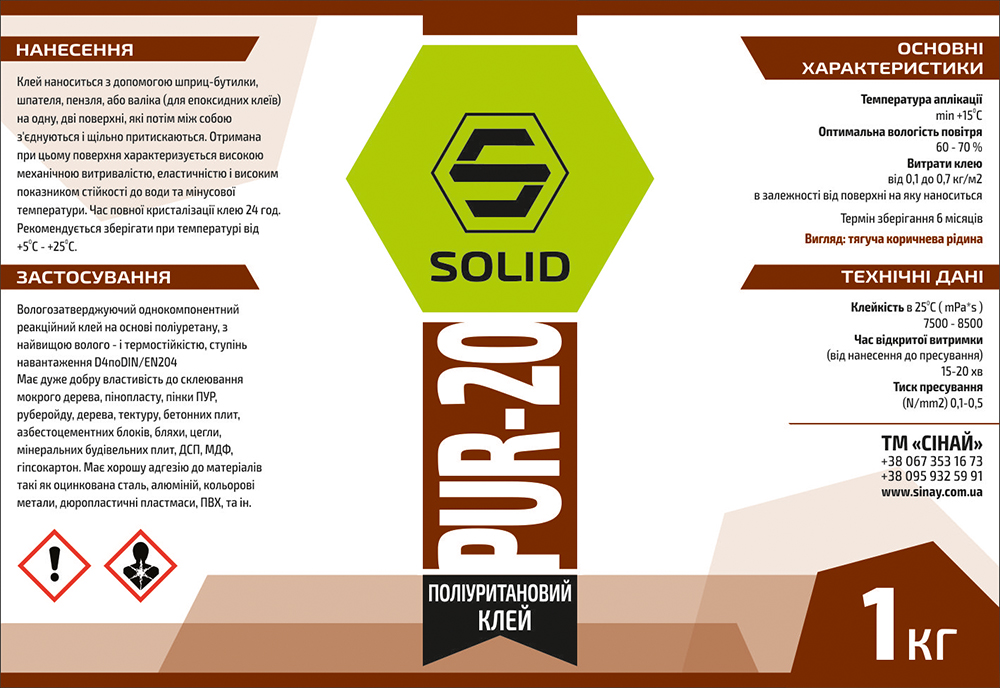 НАНЕСЕННЯ
Клей наноситься з допомогою шприц-бутилки,
шпателя, пензля, або валіка (для епоксидних клеїв)
на одну, дві поверхні, які потім між собою
з'єднуються і щільно притискаються. Отримана
при цьому поверхня характеризується високою
механічною витривалістю, еластичністю і високим
показником стійкості до води та мінусової
температури. Час повної кристалізації клею 24 год.
Рекомендується зберігати при температурі від
+5°С - +25°С.
ЗАСТОСУВАННЯ
Вологозатверджуючий однокомпонентний
реакційний клей на основі поліуретану, з
найвищою волого - і термостійкістю, ступінь
навантаження D4noDIN/EN204
Має дуже добру властивість до склеювання
мокрого дерева, пінопласту, пінки ПУР,
руберойду, дерева, тектуру, бетонних плит,
азбестоцементних блоків, бляхи, цегли,
мінеральних будівельних плит, ДСП, МДФ,
гіпсокартон. Має хорошу адгезію до матеріалів
такі як оцинкована сталь, алюміній, кольорові
метали, дюропластичні пластмаси, ПВХ, та ін.
SOLID
PUR-20
ПОЛІУРИТАНОВИЙ
КЛЕЙ
ОСНОВНІ
ХАРАКТЕРИСТИКИ
Температура аплікації
min +15°С
Оптимальна вологість повітря
60 - 70 %
Витрати клею
від 0,1 до 0,7 кг/м2
в залежності від поверхні на яку наноситься
Термін зберігання 6 місяців
Вигляд: тягуча коричнева рідина
ТЕХНІЧНІ ДАНІ
Клейкість в 25°С ( mPa*s )
7500 - 8500
Час відкритої витримки
(від нанесення до пресування)
15-20 хв
Тиск пресування
(N/mm2) 0,1-0,5
ТМ «СІНАЙ»
+38 067 353 16 73
+38 095 932 59 91
www.sinay.com.ua
1 кг